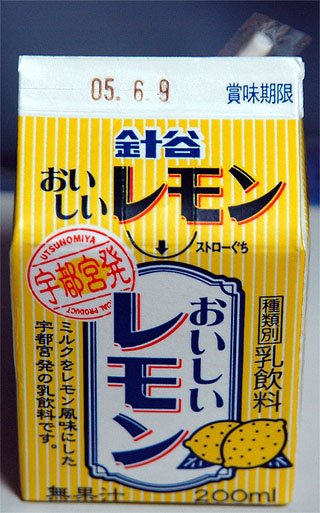 05.6.9
賞味期限
針谷
おいしい
レモン
ストローぐち
UTSUNOMIYA
宇都宮発
おいしい
レモン
種類別
乳飲料
ミルクをレモン風味にした
宇都宮発の乳飲料です。
無果汁
200ml